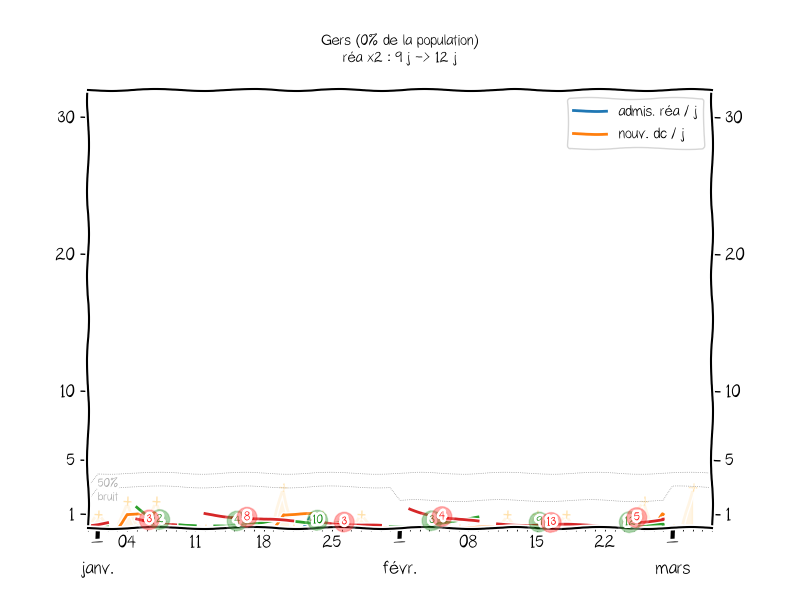 Gers (0% de la population)
réa x2 : 9 j -> 12 j
admis. réa / j
nouv. dc / j
30 30
20 20
10 10
5 5
50%
bruit
1 1
3 2 8 10 3 4 13 5
04 11 18 25 08 15 22
janv. févr. mars